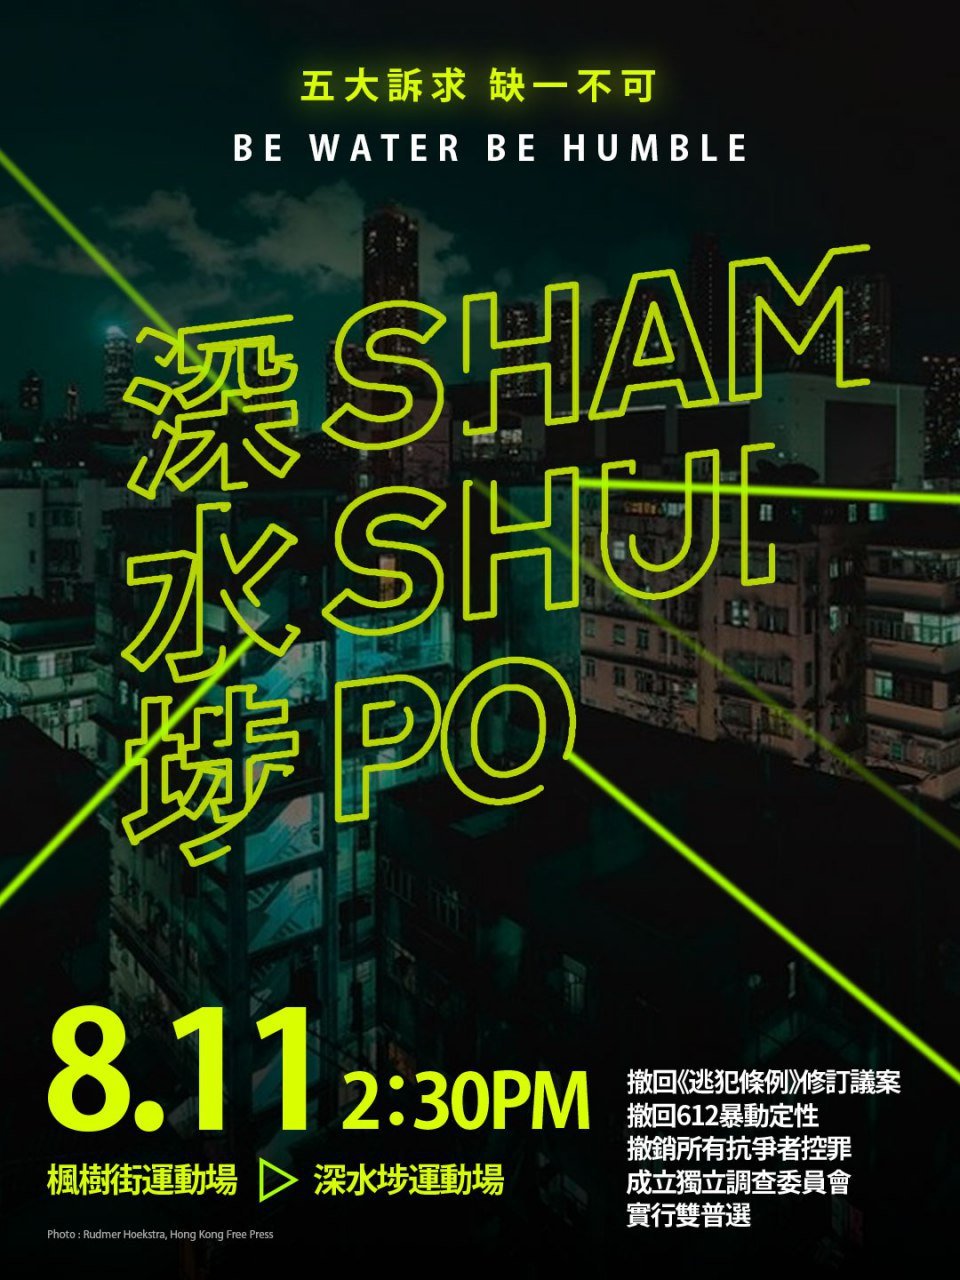 五大訴求 缺一不可
BE WATER BE HUMBLE
深水埗
SHAM
SHUI
PO
8.11 2:30PM
楓樹街運動場 ▷ 深水埗運動場
撤回《逃犯條例》修訂議案
撤回612暴動定性
撤銷所有抗爭者控罪
成立獨立調查委員會
實行雙普選
Photo : Rudmer Hoekstra, Hong Kong Free Press